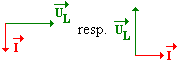 U_L resp. U_L
I I